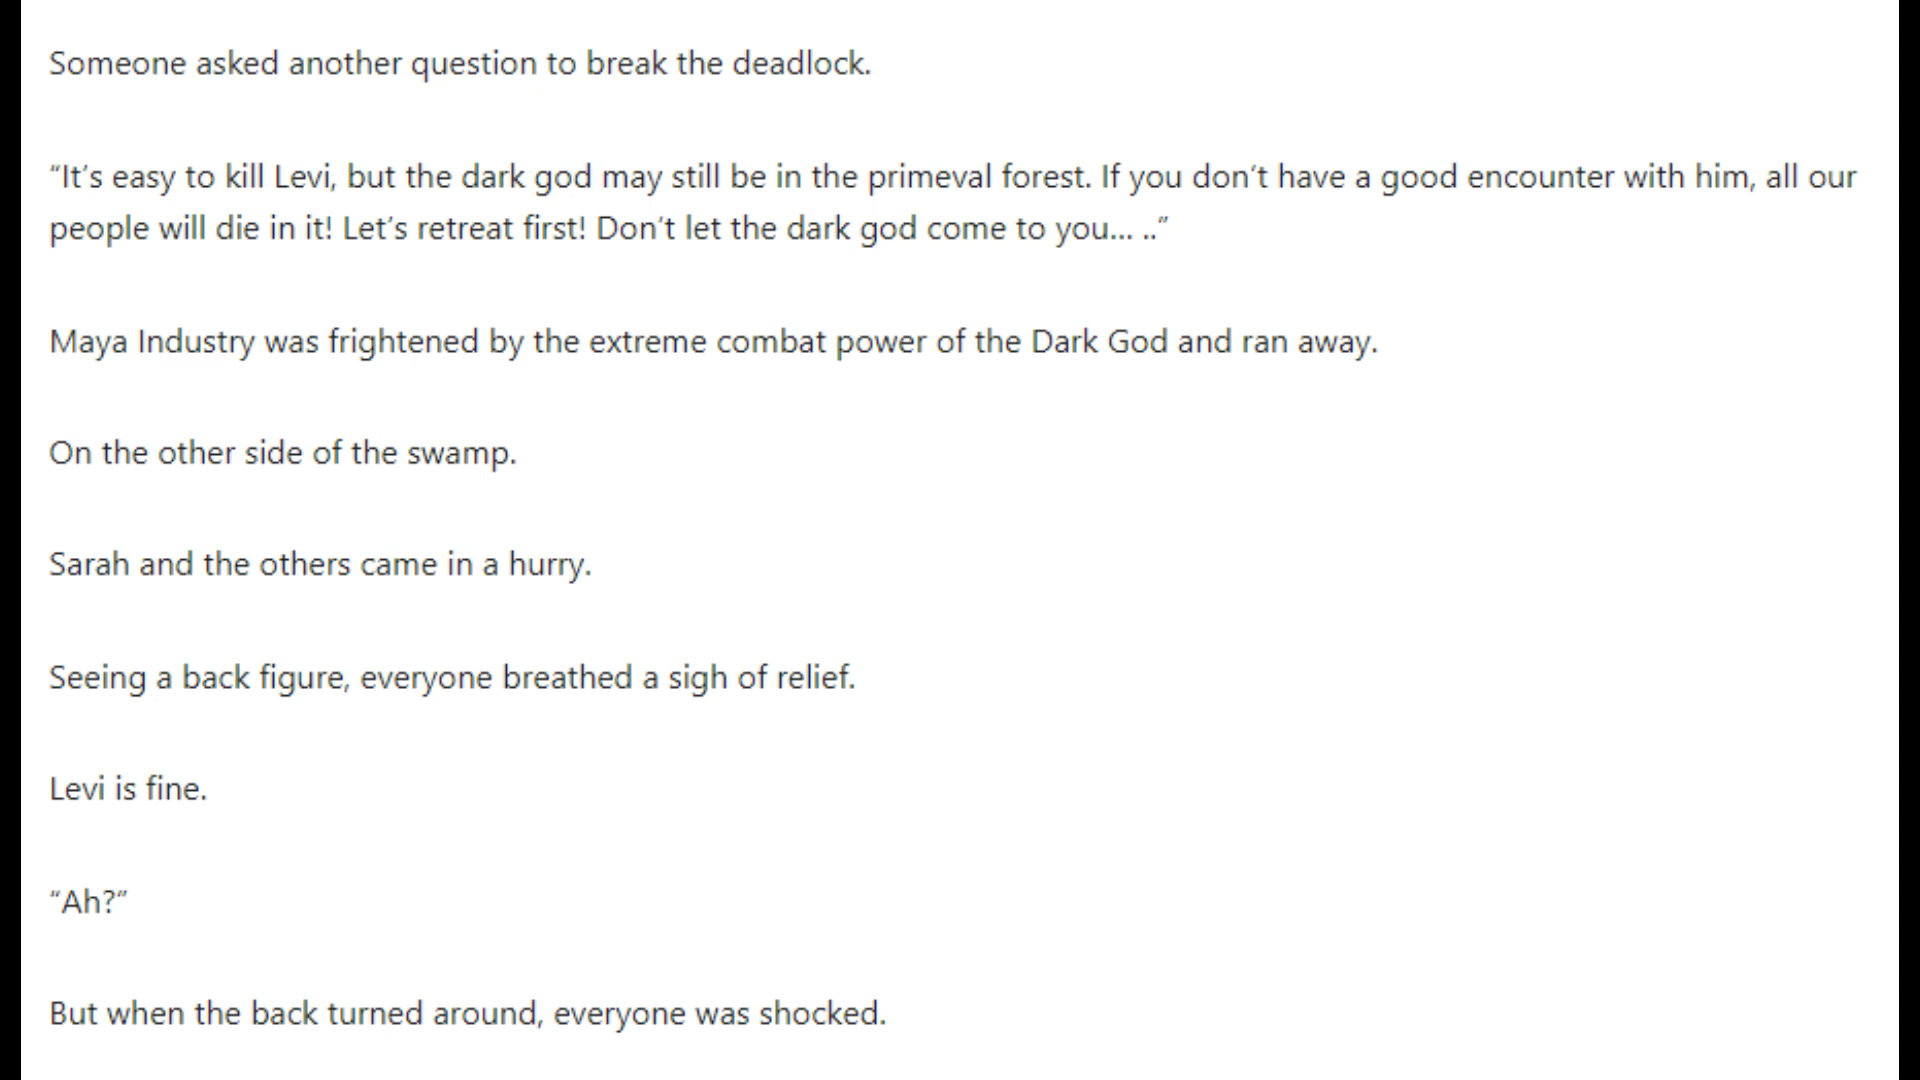 Someone asked another question to break the deadlock.
“It’s easy to kill Levi, but the dark god may still be in the primeval forest. If you don’t have a good encounter with him, all our
people will die in it! Let’s retreat first! Don’t let the dark god come to you... ..”
Maya Industry was frightened by the extreme combat power of the Dark God and ran away.
On the other side of the swamp.
Sarah and the others came in a hurry.
Seeing a back figure, everyone breathed a sigh of relief.
Levi is fine.
“Ah?”
But when the back turned around, everyone was shocked.